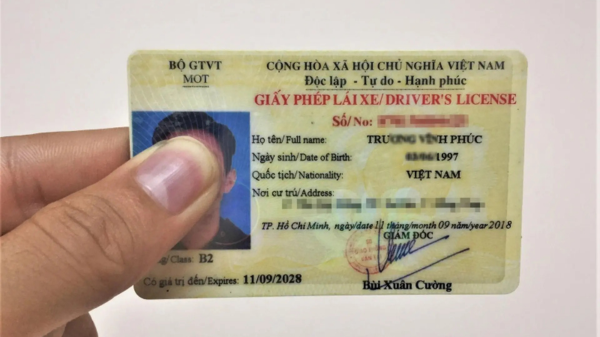 BỘ GTVT
MOT
CỘNG HÒA XÃ HỘI CHỦ NGHĨA VIỆT NAM
Độc lập - Tự do - Hạnh phúc
GIẤY PHÉP LÁI XE/DRIVER'S LICENSE
Số/No:
Họ tên/Full name: TRƯƠNG VĨNH PHÚC
Ngày sinh/Date of Birth: 1997
Quốc tịch/Nationality: VIỆT NAM
Nơi cư trú/Address:
TP. Hồ Chí Minh, ngày/date 11 tháng/month 09 năm/year 2018
GIÁM ĐỐC
/Class: B2
Có giá trị đến/Expires: 11/09/2028
Bùi Xuân Cường